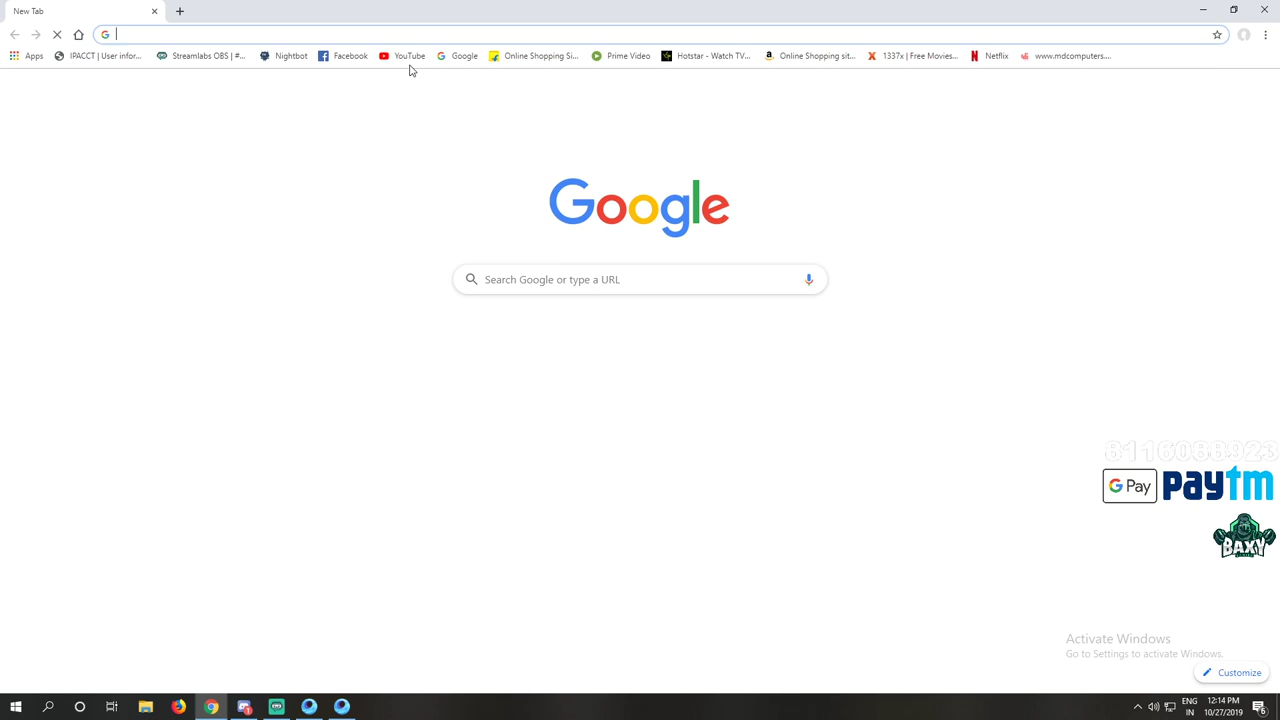 New Tab
Apps IPACCT | User infor... Streamlabs OBS | #... Nightbot Facebook YouTube Google Online Shopping Si... Prime Video Hotstar - Watch TV... Online Shopping sit... 1337x | Free Movies... Netflix www.mdcomputers....
Google
Search Google or type a URL
8116088923
G Pay paytm
BAXY
Activate Windows
Go to Settings to activate Windows.
Customize
ENG
IN
12:14 PM
10/27/2019
6